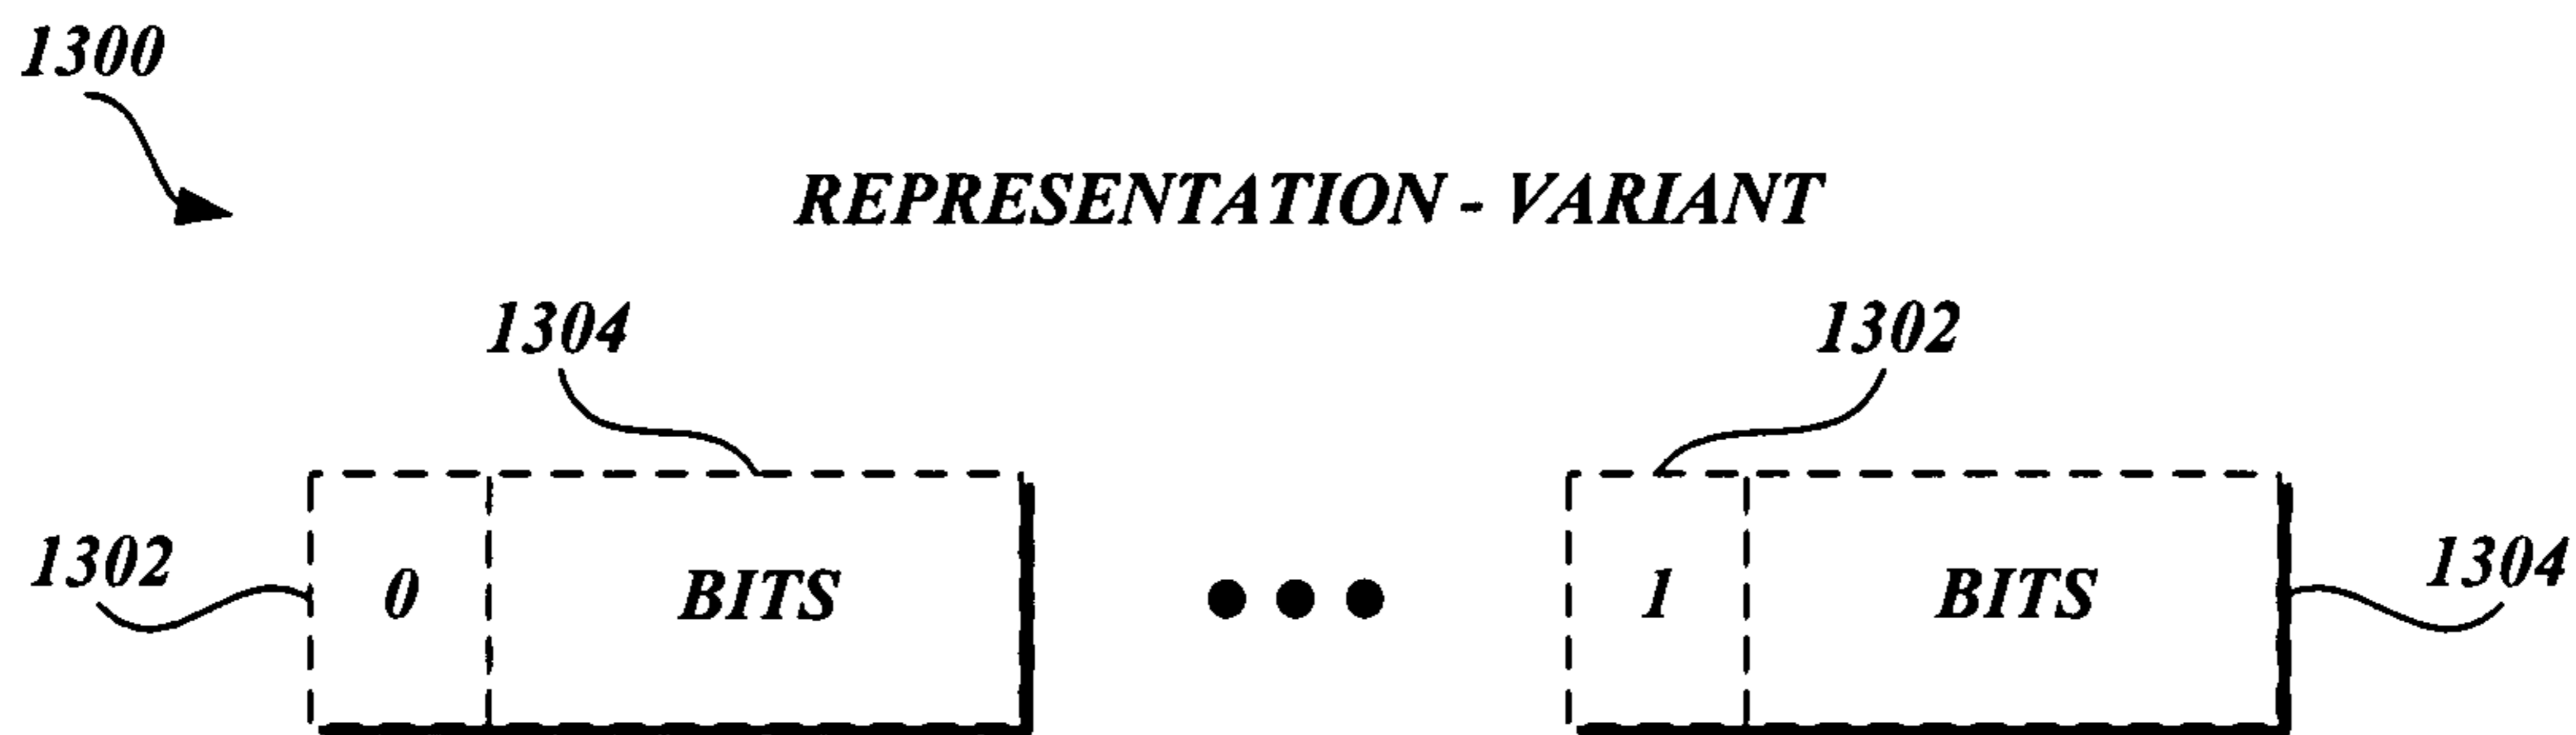 1300
REPRESENTATION - VARIANT
1304
1302
1302
0
BITS
1
BITS
1304